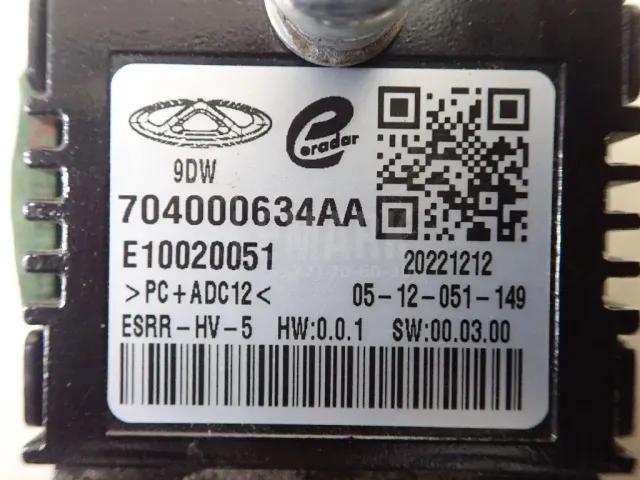 eradar
9DW
704000634AA
E10020051
20221212
>PC+ADC12<
05-12-051-149
ESRR-HV-5 HW:0.0.1 SW:00.03.00